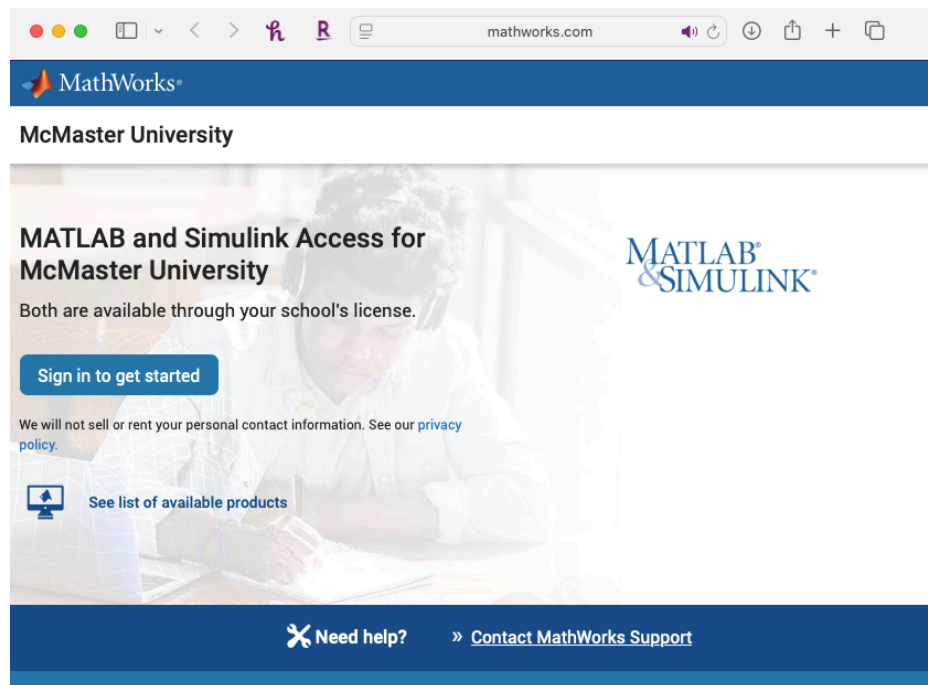 mathworks.com
MathWorks®
McMaster University
MATLAB and Simulink Access for
McMaster University
Both are available through your school's license.
MATLAB®
&SIMULINK®
Sign in to get started
We will not sell or rent your personal contact information. See our privacy
policy.
See list of available products
Need help? » Contact MathWorks Support